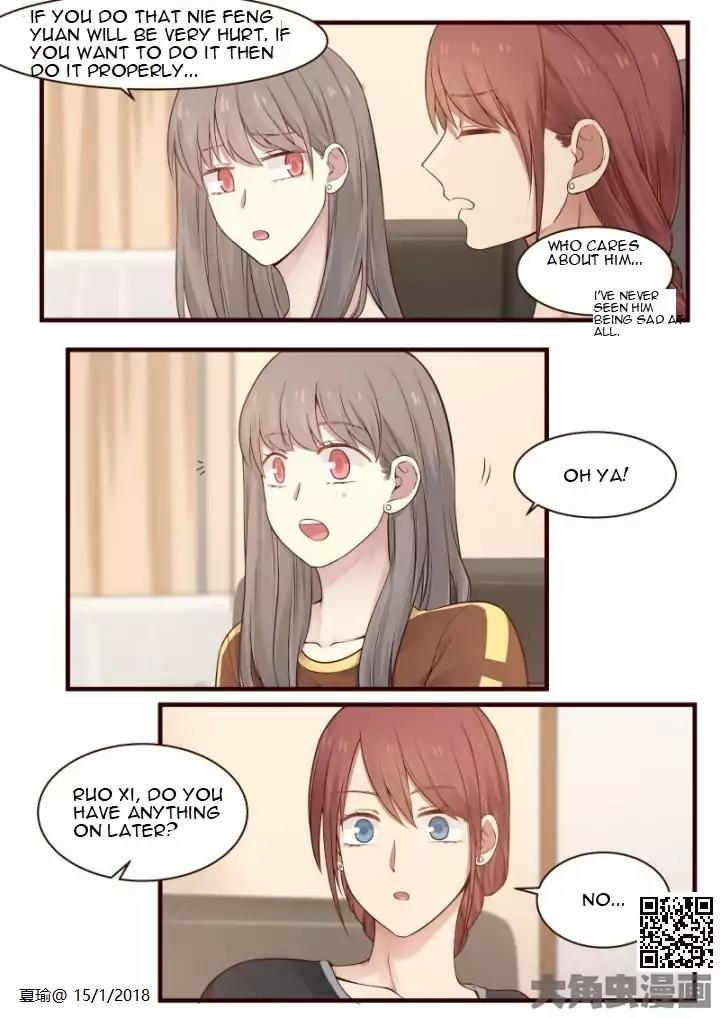 IF YOU DO THAT NIE FENG
YUAN WILL BE VERY HURT. IF
YOU WANT TO DO IT THEN
DO IT PROPERLY...
WHO CARES
ABOUT HIM...
I'VE NEVER
SEEN HIM
BEING SAD AT
ALL.
OH YA!
RUO XI, DO YOU
HAVE ANYTHING
ON LATER?
NO...
夏瑜@ 15/1/2018
大角虫漫画